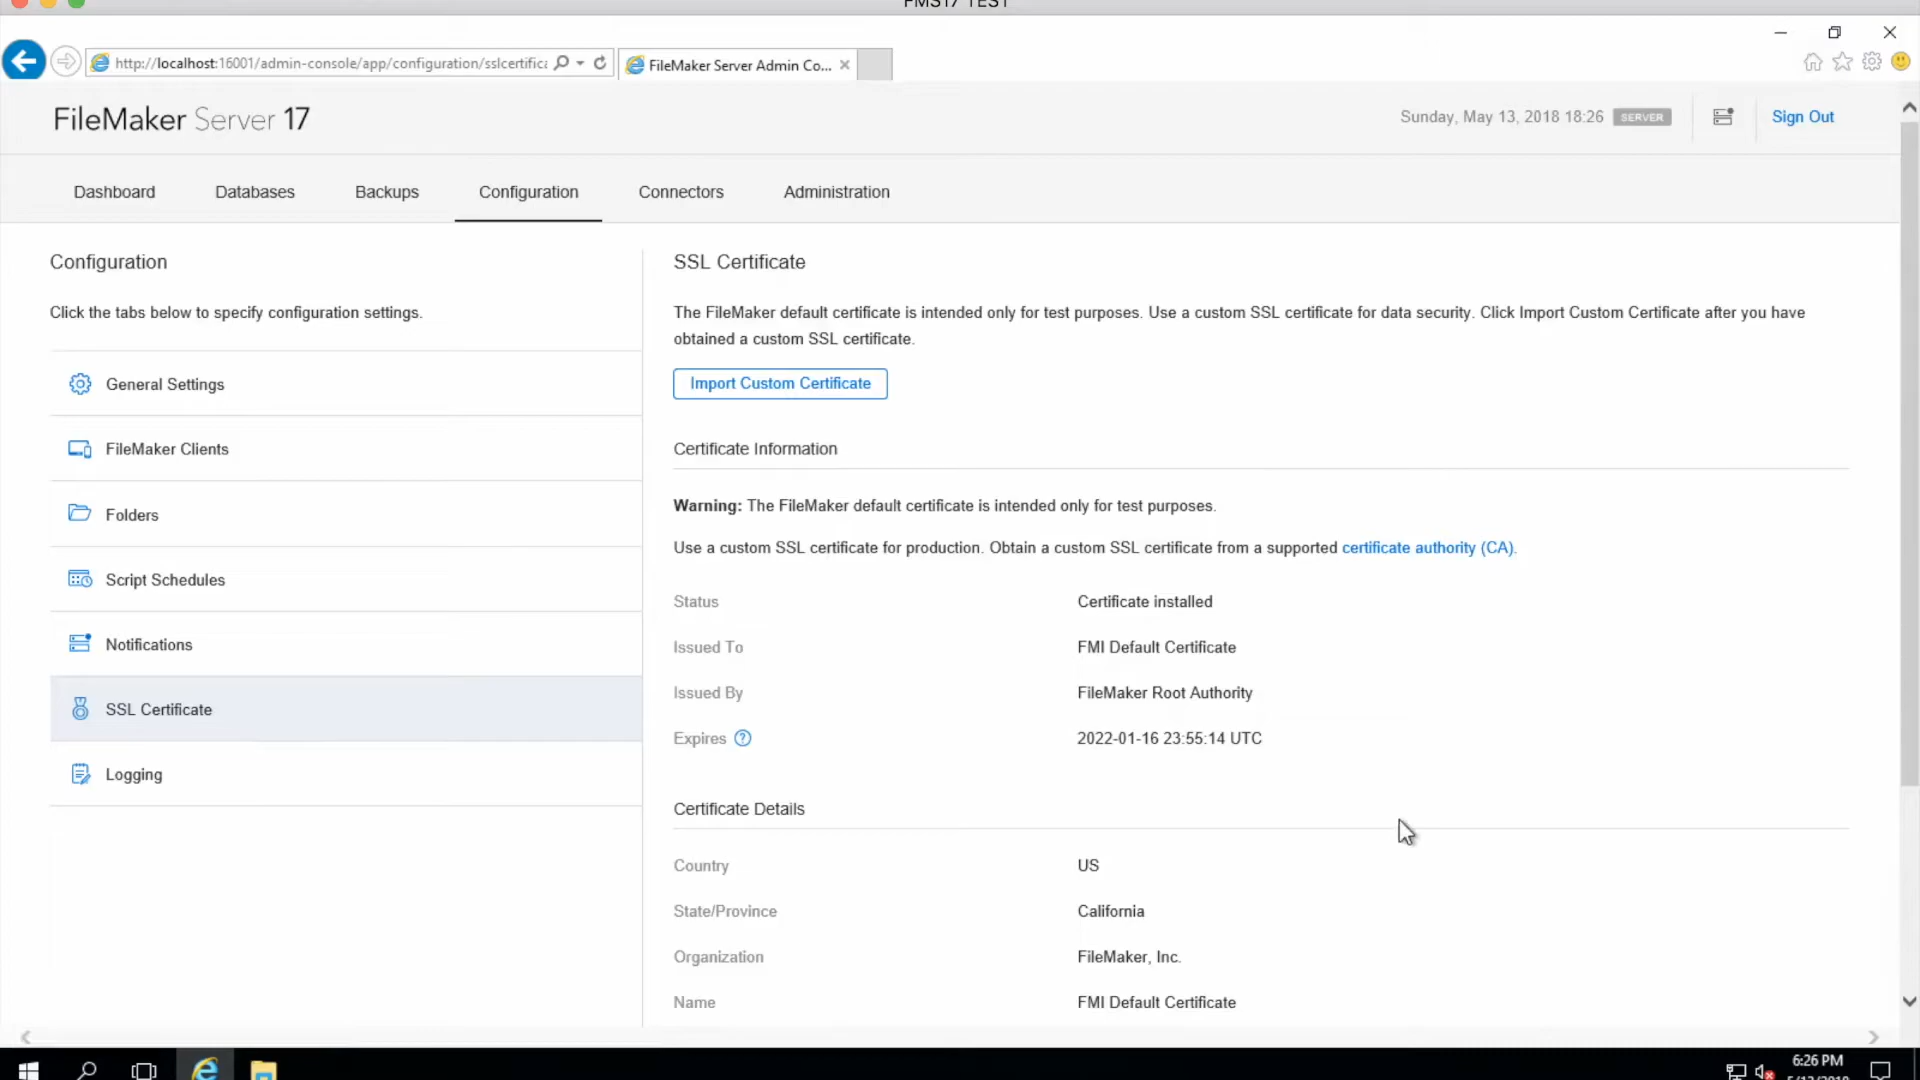 FMS17 TEST
http://localhost:16001/admin-console/app/configuration/sslcertific
FileMaker Server Admin Co...
FileMaker Server 17
Sunday, May 13, 2018 18:26 SERVER
Sign Out
Dashboard
Databases
Backups
Configuration
Connectors
Administration
Configuration
Click the tabs below to specify configuration settings.
General Settings
FileMaker Clients
Folders
Script Schedules
Notifications
SSL Certificate
Logging
SSL Certificate
The FileMaker default certificate is intended only for test purposes. Use a custom SSL certificate for data security. Click Import Custom Certificate after you have
obtained a custom SSL certificate.
Import Custom Certificate
Certificate Information
Warning: The FileMaker default certificate is intended only for test purposes.
Use a custom SSL certificate for production. Obtain a custom SSL certificate from a supported certificate authority (CA).
Status Certificate installed
Issued To FMI Default Certificate
Issued By FileMaker Root Authority
Expires ? 2022-01-16 23:55:14 UTC
Certificate Details
Country US
State/Province California
Organization FileMaker, Inc.
Name FMI Default Certificate
6:26 PM